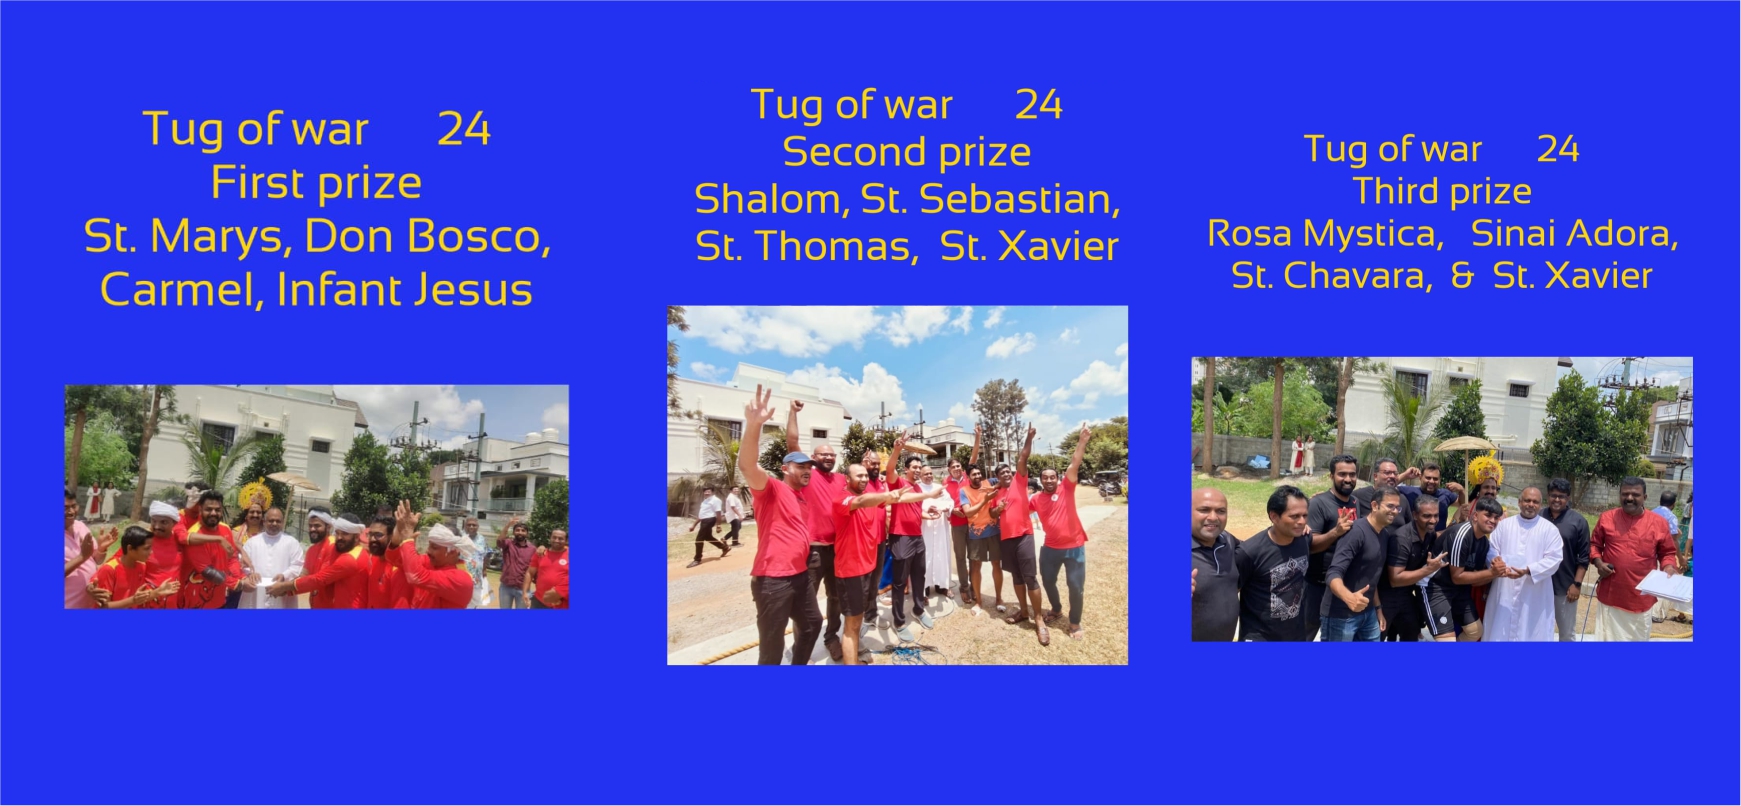 Tug of war 24
First prize
St. Marys, Don Bosco,
Carmel, Infant Jesus
Tug of war 24
Second prize
Shalom, St. Sebastian,
St. Thomas, St. Xavier
Tug of war 24
Third prize
Rosa Mystica, Sinai Adora,
St. Chavara, & St. Xavier